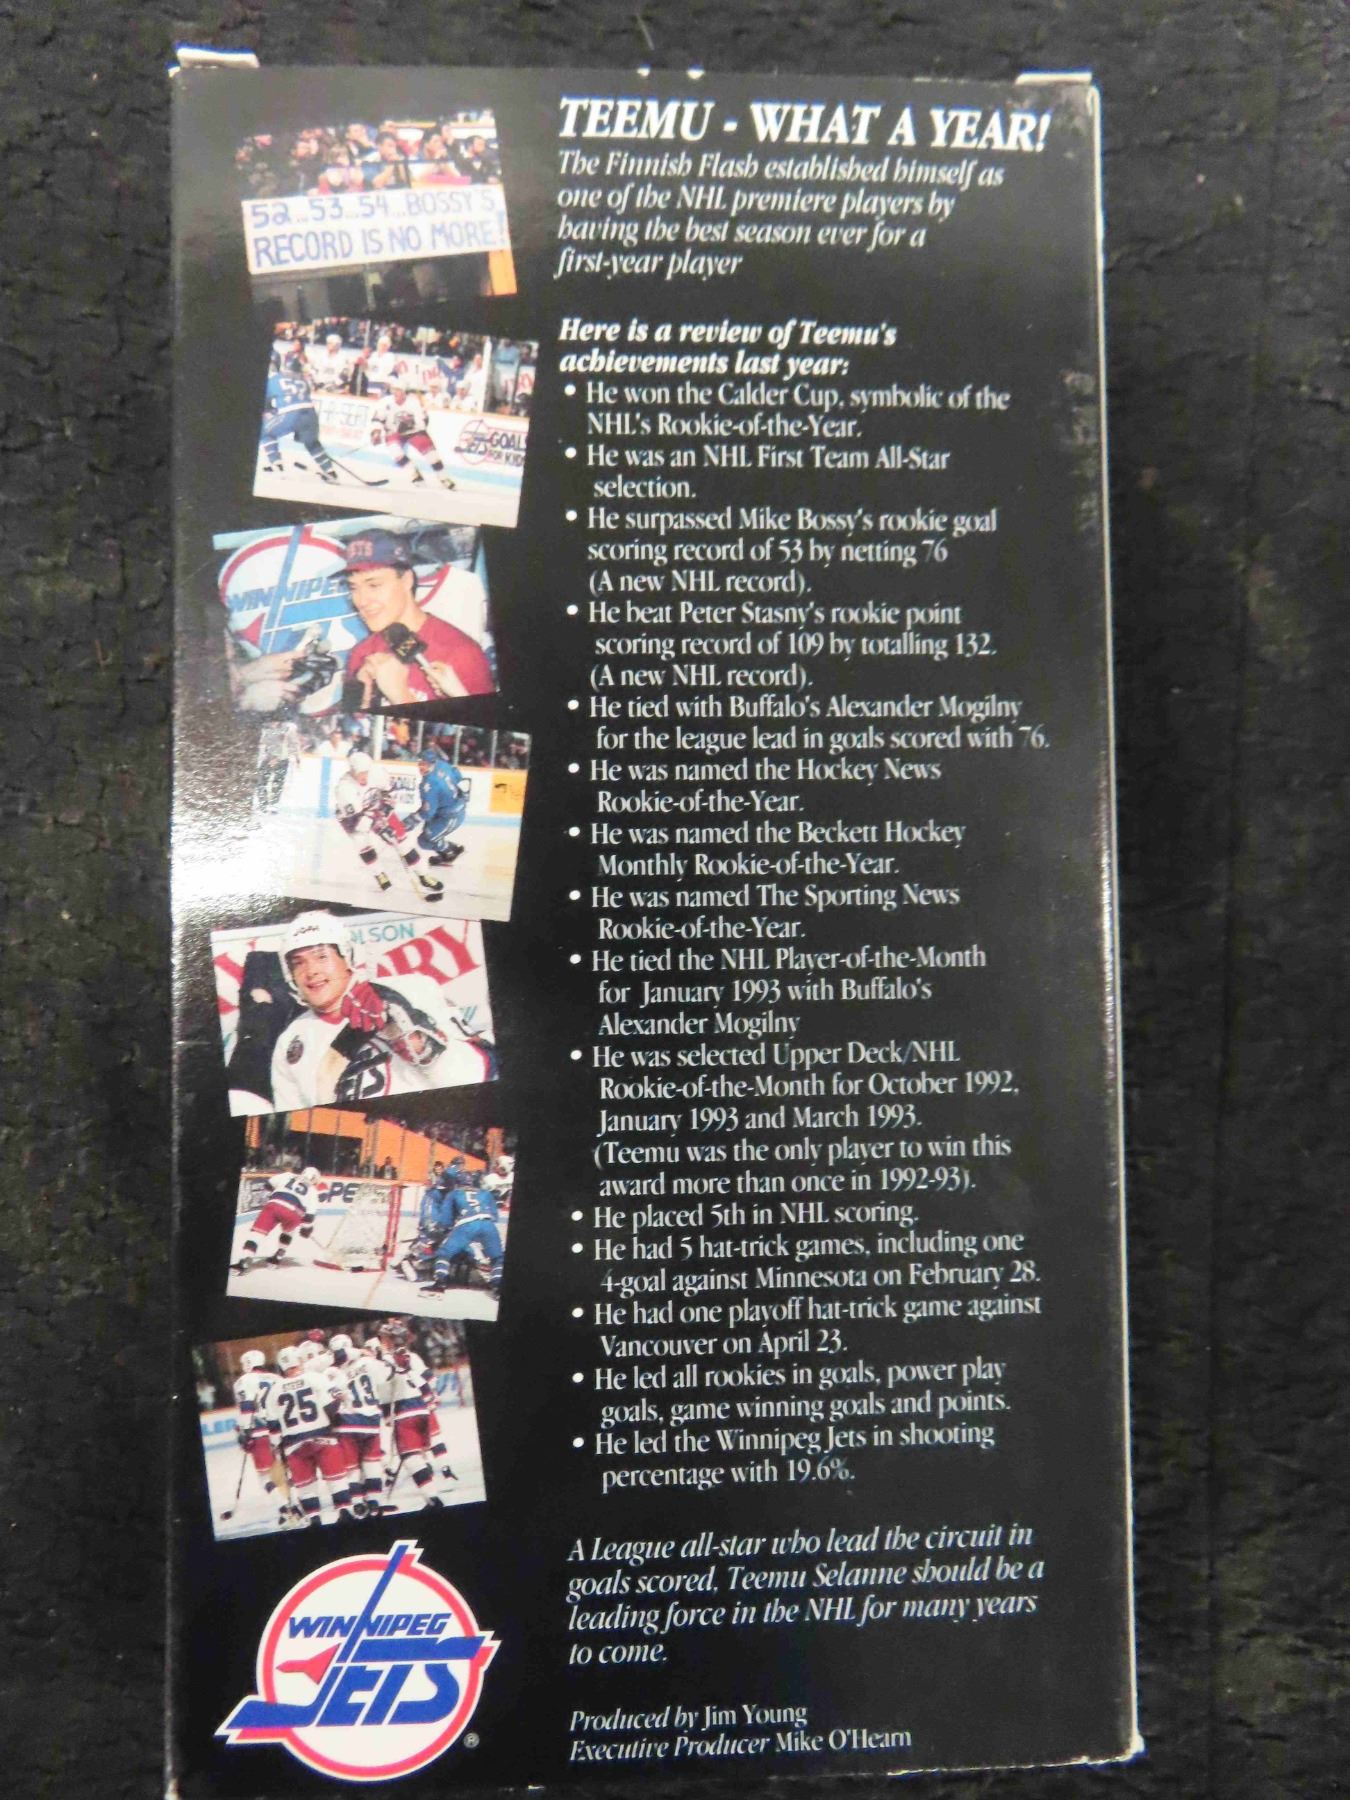 TEEMU - WHAT A YEAR!
The Finnish Flash established himself as
one of the NHL premiere players by
having the best season ever for a
first-year player
Here is a review of Teemu's
achievements last year:
• He won the Calder Cup, symbolic of the
NHL's Rookie-of-the-Year.
• He was an NHL First Team All-Star
selection.
• He surpassed Mike Bossy's rookie goal
scoring record of 53 by netting 76
(A new NHL record).
• He beat Peter Stasny's rookie point
scoring record of 109 by totalling 132.
(A new NHL record).
• He tied with Buffalo's Alexander Mogilny
for the league lead in goals scored with 76.
• He was named the Hockey News
Rookie-of-the-Year.
• He was named the Beckett Hockey
Monthly Rookie-of-the-Year.
• He was named The Sporting News
Rookie-of-the-Year.
• He tied the NHL Player-of-the-Month
for January 1993 with Buffalo's
Alexander Mogilny
• He was selected Upper Deck/NHL
Rookie-of-the-Month for October 1992,
January 1993 and March 1993.
(Teemu was the only player to win this
award more than once in 1992-93).
• He placed 5th in NHL scoring.
• He had 5 hat-trick games, including one
4-goal against Minnesota on February 28.
• He had one playoff hat-trick game against
Vancouver on April 23.
• He led all rookies in goals, power play
goals, game winning goals and points.
• He led the Winnipeg Jets in shooting
percentage with 19.6%.
A League all-star who lead the circuit in
goals scored, Teemu Selanne should be a
leading force in the NHL for many years
to come.
Produced by Jim Young
Executive Producer Mike O'Hearn
52...53...54...BOSSY'S
RECORD IS NO MORE!
GOALS
FOR KIDS
WINNIPEG
25
13
WINNIPEG
JETS
®